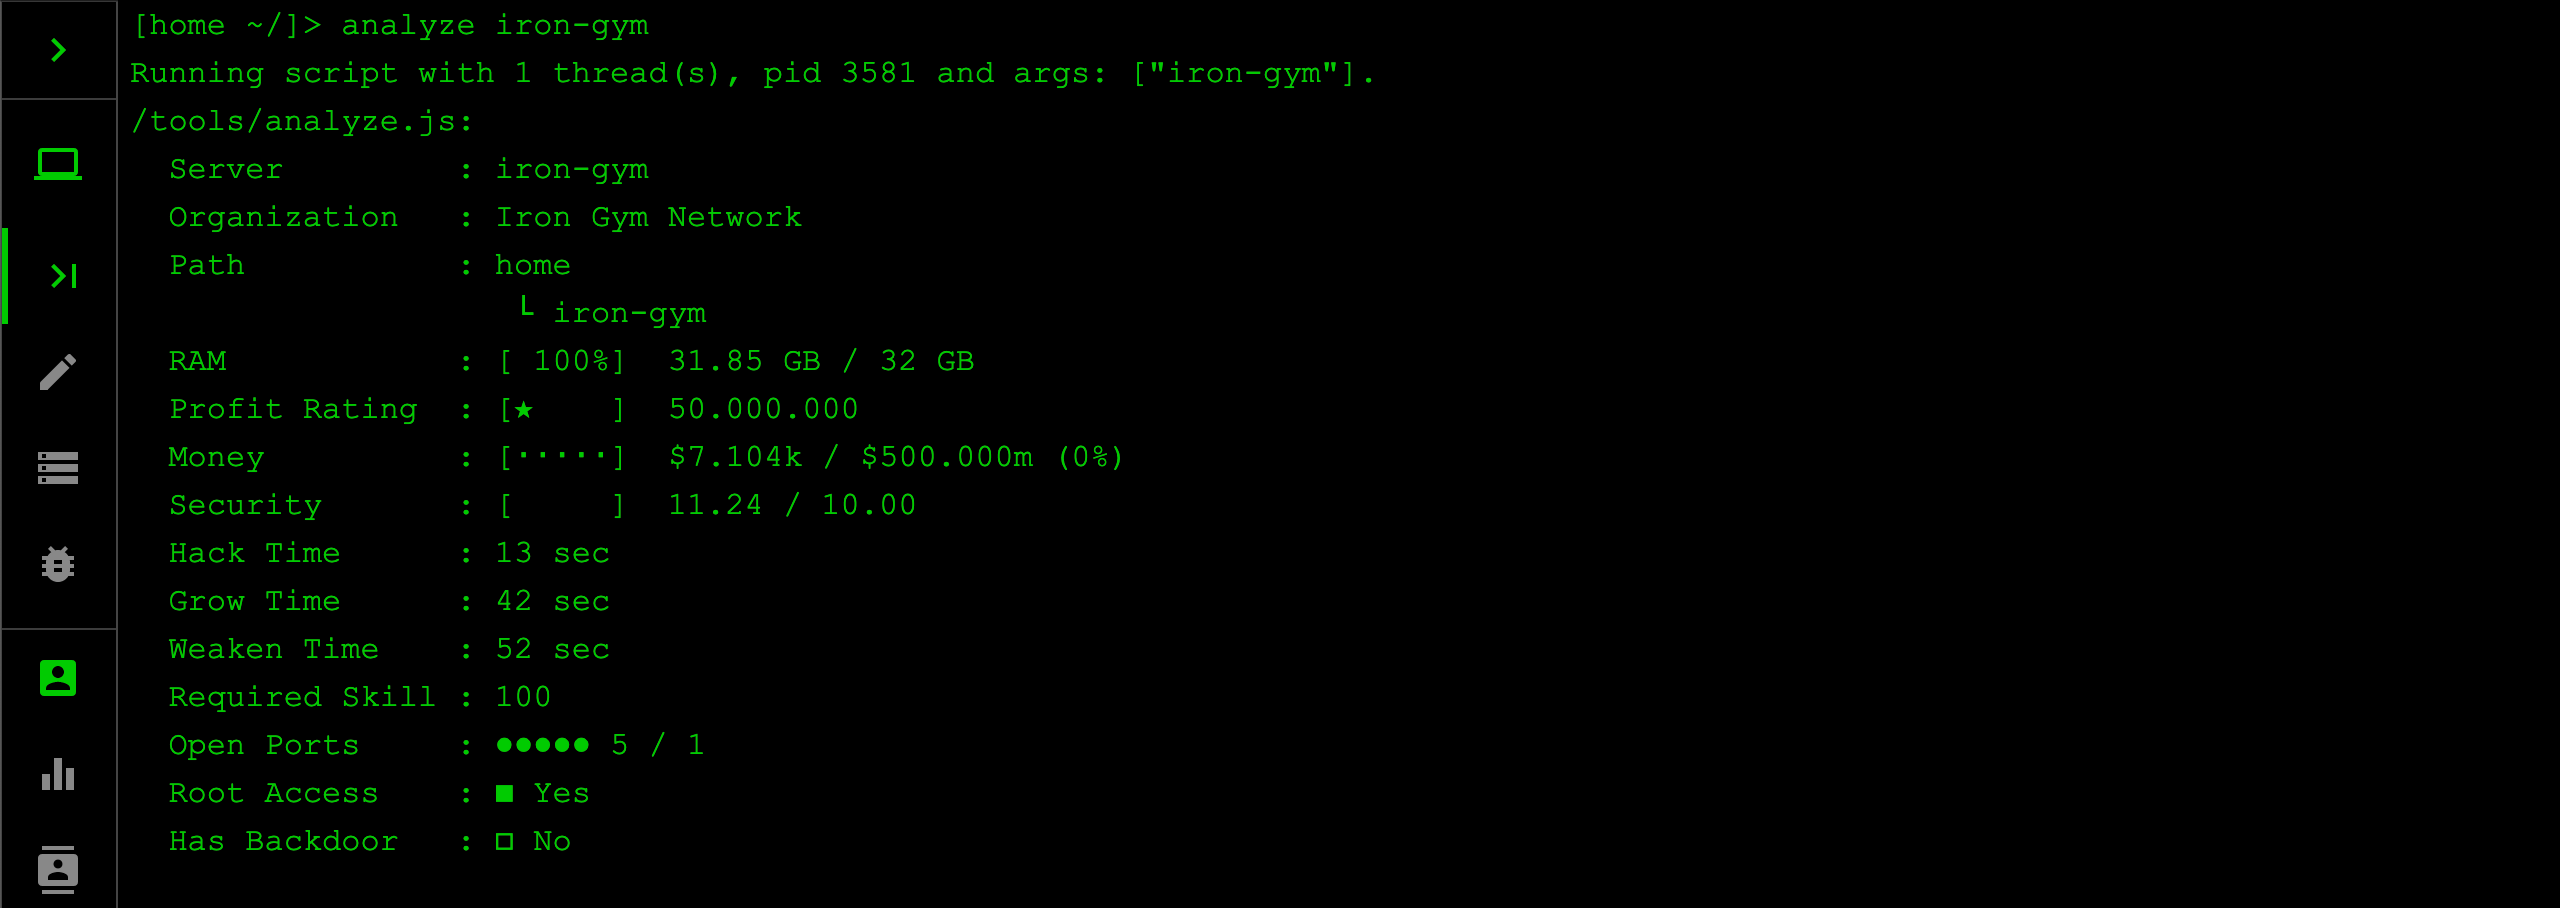 [home ~/]> analyze iron-gym
Running script with 1 thread(s), pid 3581 and args: ["iron-gym"].
/tools/analyze.js:
  Server         : iron-gym
  Organization   : Iron Gym Network
  Path           : home
                    └ iron-gym
  RAM            : [ 100%]  31.85 GB / 32 GB
  Profit Rating  : [★    ]  50.000.000
  Money          : [·····]  $7.104k / $500.000m (0%)
  Security       : [     ]  11.24 / 10.00
  Hack Time      : 13 sec
  Grow Time      : 42 sec
  Weaken Time    : 52 sec
  Required Skill : 100
  Open Ports     : ●●●●● 5 / 1
  Root Access    : ■ Yes
  Has Backdoor   : □ No